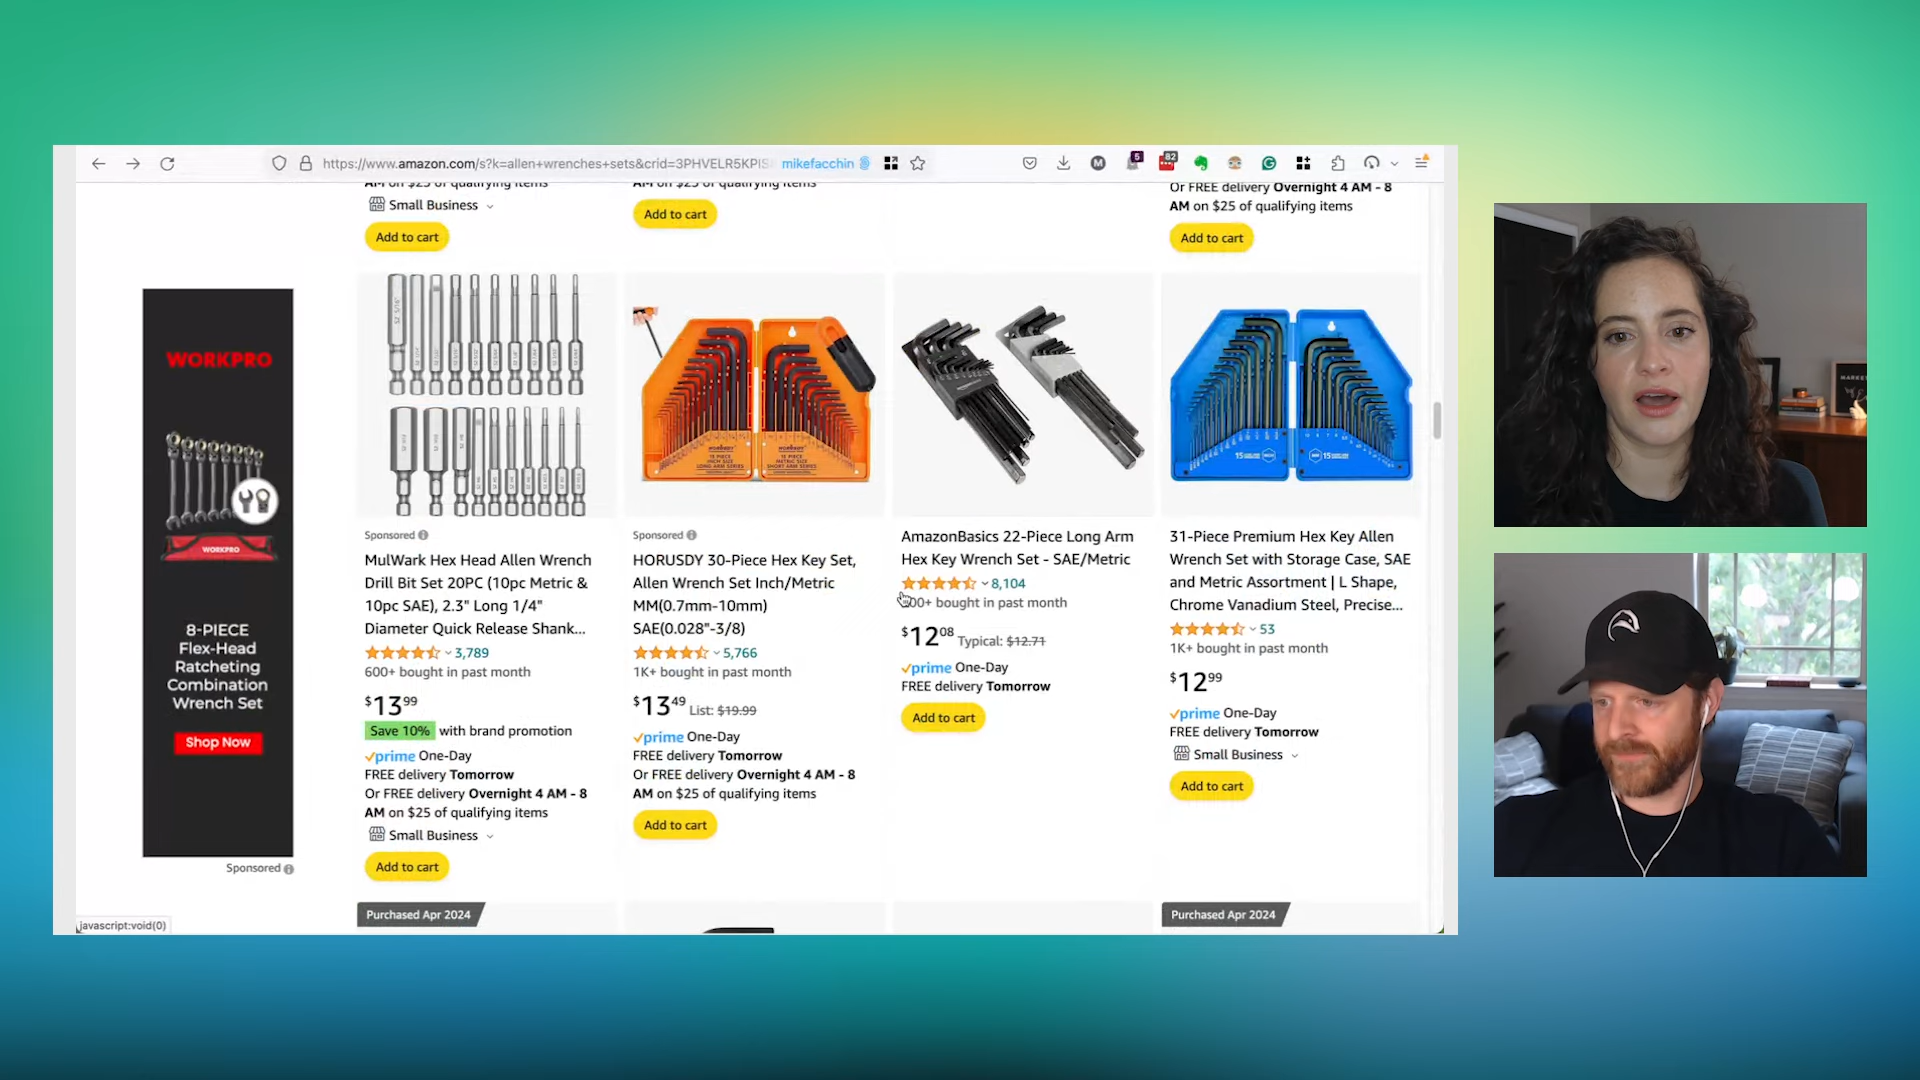 https://www.amazon.com/s?k=allen+wrenches+sets&crid=3PHVELR5KPIS
mikefacchin
5
82
AM on $25 of qualifying items
Small Business
Add to cart
AM on $25 of qualifying items
Add to cart
Or FREE delivery Overnight 4 AM - 8
AM on $25 of qualifying items
Add to cart
WORKPRO
WORKPRO
8-PIECE
Flex-Head
Ratcheting
Combination
Wrench Set
Shop Now
Sponsored
Sponsored
MulWark Hex Head Allen Wrench
Drill Bit Set 20PC (10pc Metric &
10pc SAE), 2.3" Long 1/4"
Diameter Quick Release Shank...
3,789
600+ bought in past month
$13 99
Save 10% with brand promotion
prime One-Day
FREE delivery Tomorrow
Or FREE delivery Overnight 4 AM - 8
AM on $25 of qualifying items
Small Business
Add to cart
Sponsored
HORUSDY 30-Piece Hex Key Set,
Allen Wrench Set Inch/Metric
MM(0.7mm-10mm)
SAE(0.028"-3/8)
5,766
1K+ bought in past month
$13 49 List: $19.99
prime One-Day
FREE delivery Tomorrow
Or FREE delivery Overnight 4 AM - 8
AM on $25 of qualifying items
Add to cart
AmazonBasics 22-Piece Long Arm
Hex Key Wrench Set - SAE/Metric
8,104
00+ bought in past month
$12 08 Typical: $12.71
prime One-Day
FREE delivery Tomorrow
Add to cart
15
15
31-Piece Premium Hex Key Allen
Wrench Set with Storage Case, SAE
and Metric Assortment | L Shape,
Chrome Vanadium Steel, Precise...
53
1K+ bought in past month
$12 99
prime One-Day
FREE delivery Tomorrow
Small Business
Add to cart
Purchased Apr 2024
Purchased Apr 2024
javascript:void(0)
MARKE